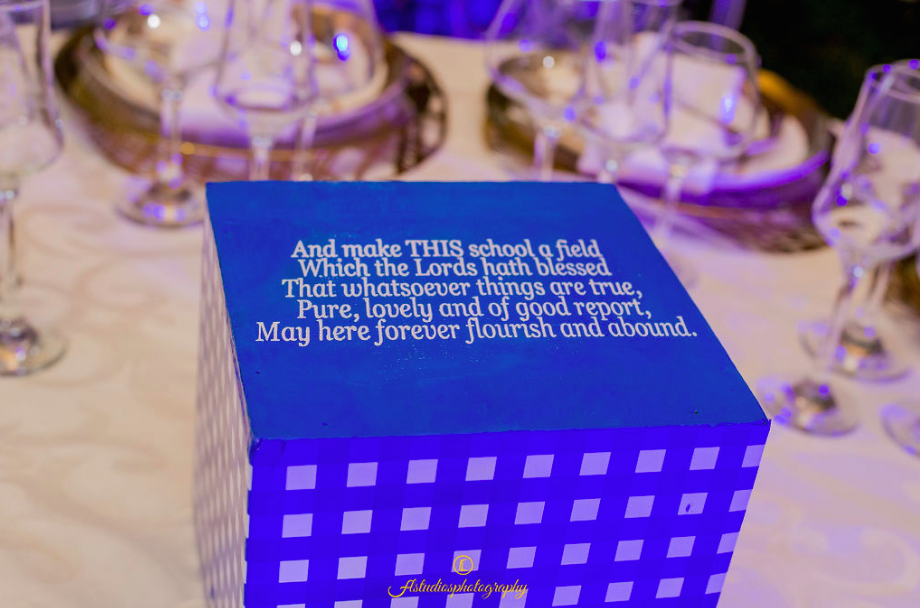 And make THIS school a field
Which the Lords hath blessed
That whatsoever things are true,
Pure, lovely and of good report,
May here forever flourish and abound.
Astudiosphotography